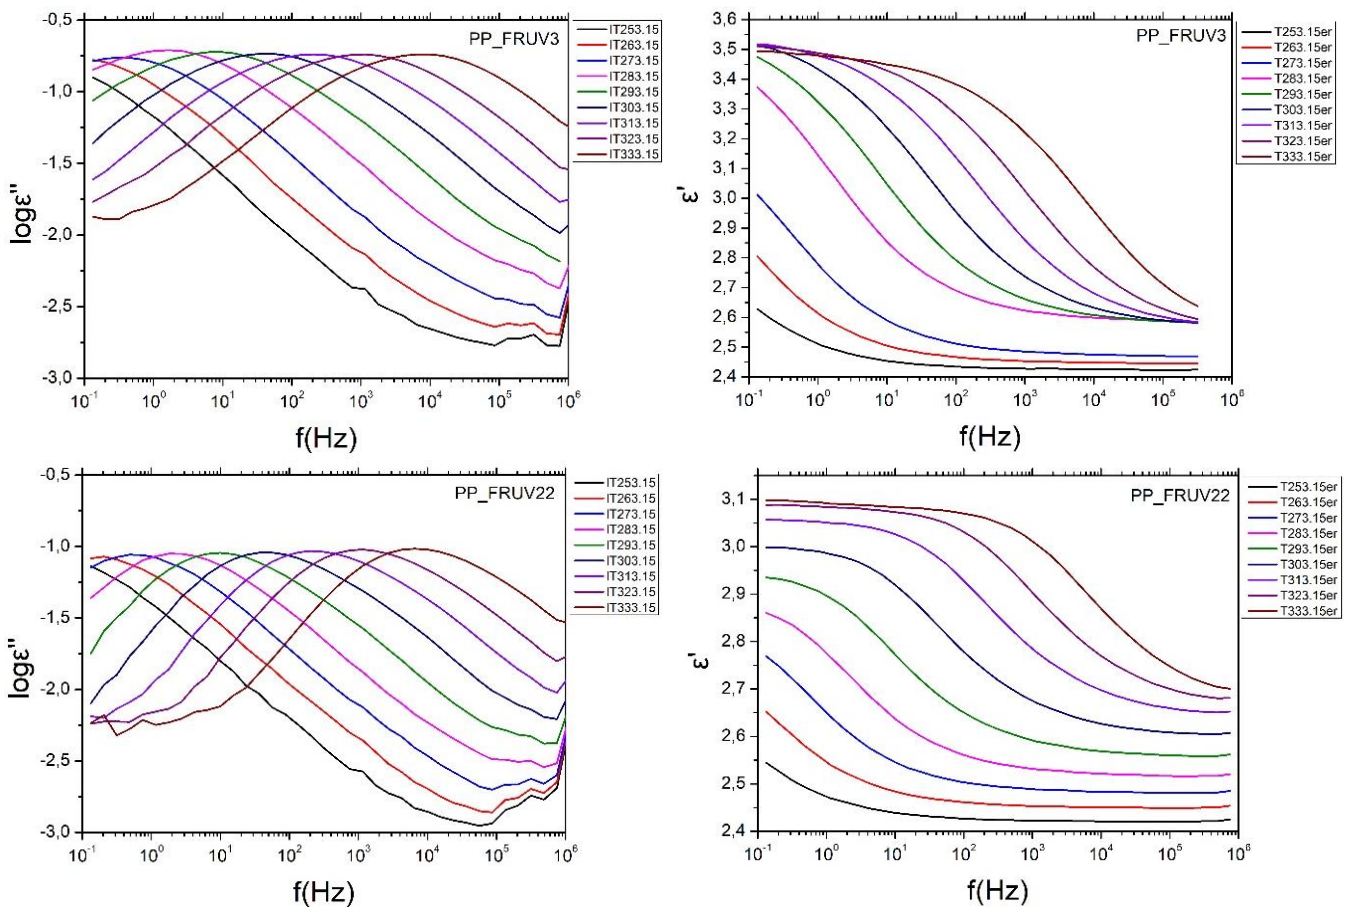 PP_FRUV3
-0,5
-1,0
-1,5
-2,0
-2,5
-3,0
logε"
10⁻¹ 10⁰ 10¹ 10² 10³ 10⁴ 10⁵ 10⁶
f(Hz)
IT253.15
IT263.15
IT273.15
IT283.15
IT293.15
IT303.15
IT313.15
IT323.15
IT333.15
PP_FRUV3
3,6
3,5
3,4
3,3
3,2
3,1
3,0
2,9
2,8
2,7
2,6
2,5
2,4
ε'
10⁻¹ 10⁰ 10¹ 10² 10³ 10⁴ 10⁵ 10⁶
f(Hz)
T253.15er
T263.15er
T273.15er
T283.15er
T293.15er
T303.15er
T313.15er
T323.15er
T333.15er
PP_FRUV22
-0,5
-1,0
-1,5
-2,0
-2,5
-3,0
logε"
10⁻¹ 10⁰ 10¹ 10² 10³ 10⁴ 10⁵ 10⁶
f(Hz)
IT253.15
IT263.15
IT273.15
IT283.15
IT293.15
IT303.15
IT313.15
IT323.15
IT333.15
PP_FRUV22
3,1
3,0
2,9
2,8
2,7
2,6
2,5
2,4
ε'
10⁻¹ 10⁰ 10¹ 10² 10³ 10⁴ 10⁵ 10⁶
f(Hz)
T253.15er
T263.15er
T273.15er
T283.15er
T293.15er
T303.15er
T313.15er
T323.15er
T333.15er